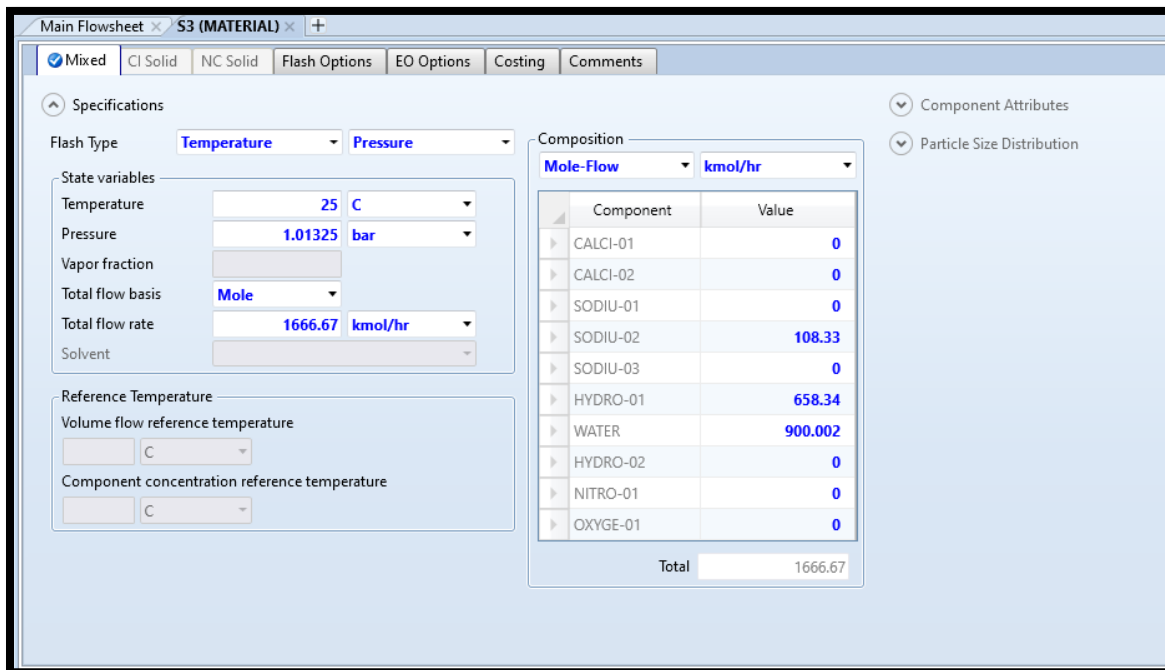 Main Flowsheet × S3 (MATERIAL) × +
Mixed CI Solid NC Solid Flash Options EO Options Costing Comments
Specifications
Flash Type Temperature Pressure
State variables
Temperature 25 C
Pressure 1.01325 bar
Vapor fraction
Total flow basis Mole
Total flow rate 1666.67 kmol/hr
Solvent
Reference Temperature
Volume flow reference temperature
C
Component concentration reference temperature
C
Composition
Mole-Flow kmol/hr
Component Value
CALCI-01 0
CALCI-02 0
SODIU-01 0
SODIU-02 108.33
SODIU-03 0
HYDRO-01 658.34
WATER 900.002
HYDRO-02 0
NITRO-01 0
OXYGE-01 0
Total 1666.67
Component Attributes
Particle Size Distribution